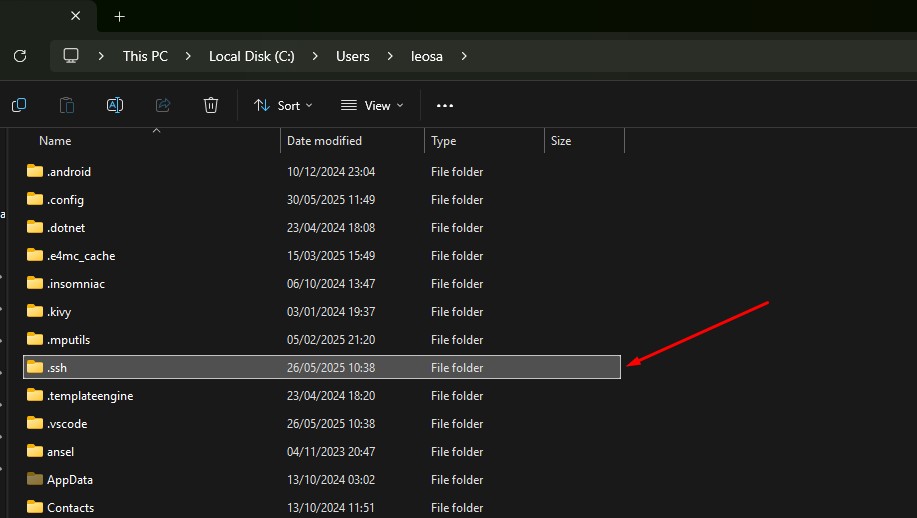 This PC > Local Disk (C:) > Users > leosa >
Sort View
Name Date modified Type Size
.android 10/12/2024 23:04 File folder
.config 30/05/2025 11:49 File folder
.dotnet 23/04/2024 18:08 File folder
.e4mc_cache 15/03/2025 15:49 File folder
.insomniac 06/10/2024 13:47 File folder
.kivy 03/01/2024 19:37 File folder
.mputils 05/02/2025 21:20 File folder
.ssh 26/05/2025 10:38 File folder
.templateengine 23/04/2024 18:20 File folder
.vscode 26/05/2025 10:38 File folder
ansel 04/11/2023 20:47 File folder
AppData 13/10/2024 03:02 File folder
Contacts 13/10/2024 11:51 File folder